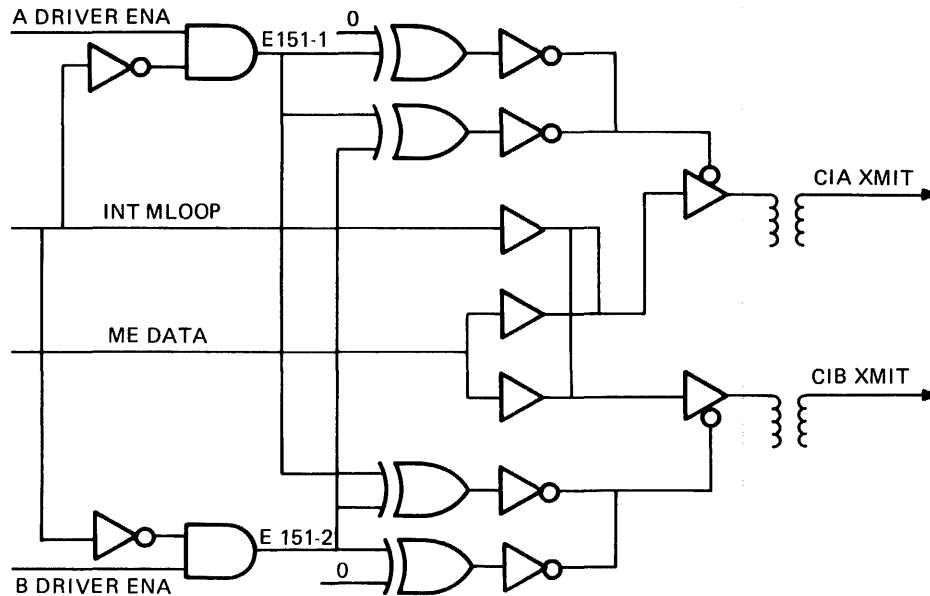 A DRIVER ENA
0
E151-1
CIA XMIT
INT MLOOP
ME DATA
CIB XMIT
E 151-2
0
B DRIVER ENA